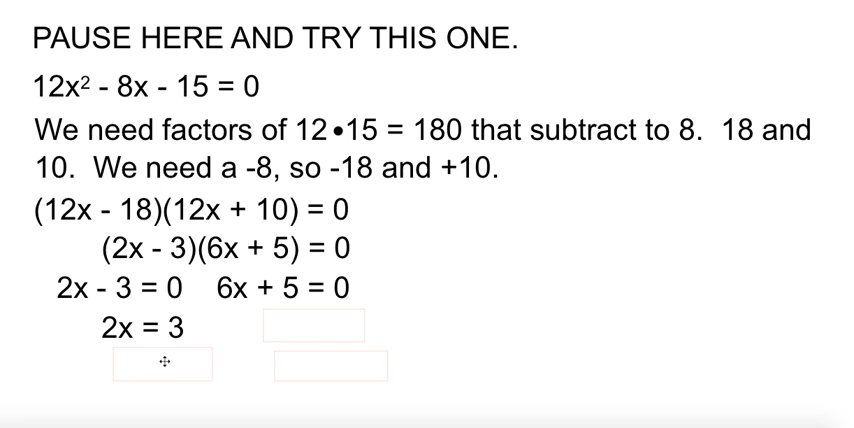 PAUSE HERE AND TRY THIS ONE.
12x² - 8x - 15 = 0
We need factors of 12•15 = 180 that subtract to 8. 18 and
10. We need a -8, so -18 and +10.
(12x - 18)(12x + 10) = 0
(2x - 3)(6x + 5) = 0
2x - 3 = 0 6x + 5 = 0
2x = 3